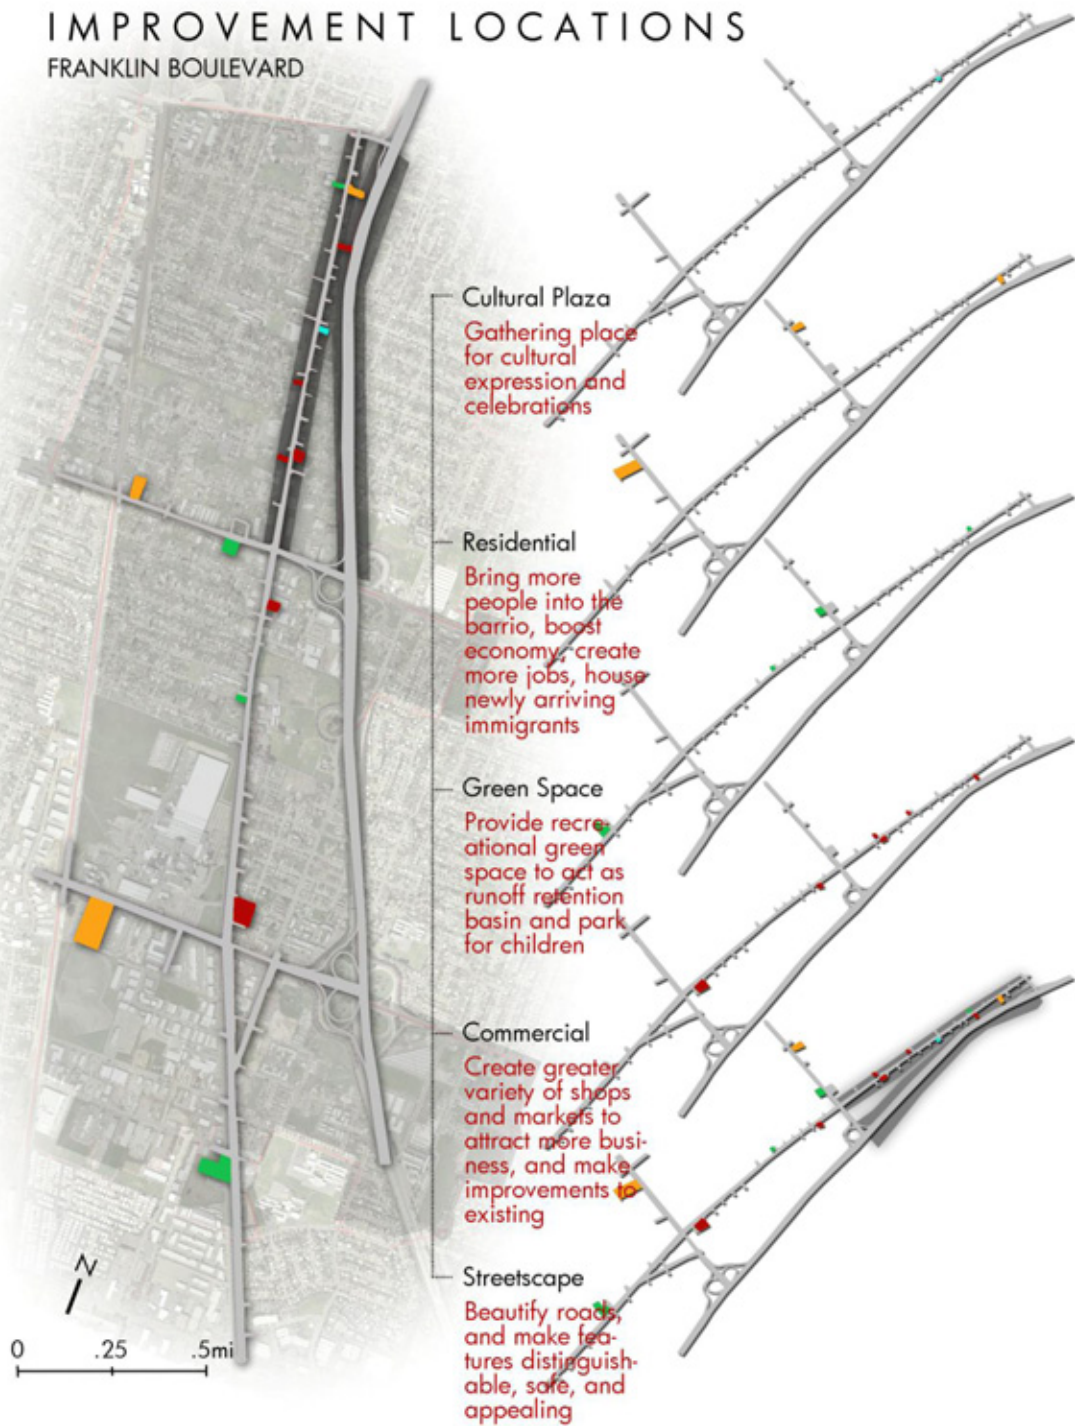 IMPROVEMENT LOCATIONS
FRANKLIN BOULEVARD
Cultural Plaza
Gathering place
for cultural
expression and
celebrations
Residential
Bring more
people into the
barrio, boost
economy, create
more jobs, house
newly arriving
immigrants
Green Space
Provide recre-
ational green
space to act as
runoff retention
basin and park
for children
Commercial
Create greater
variety of shops
and markets to
attract more busi-
ness, and make
improvements to
existing
Streetscape
Beautify roads,
and make fea-
tures distinguish-
able, safe, and
appealing
N
0 .25 .5mi